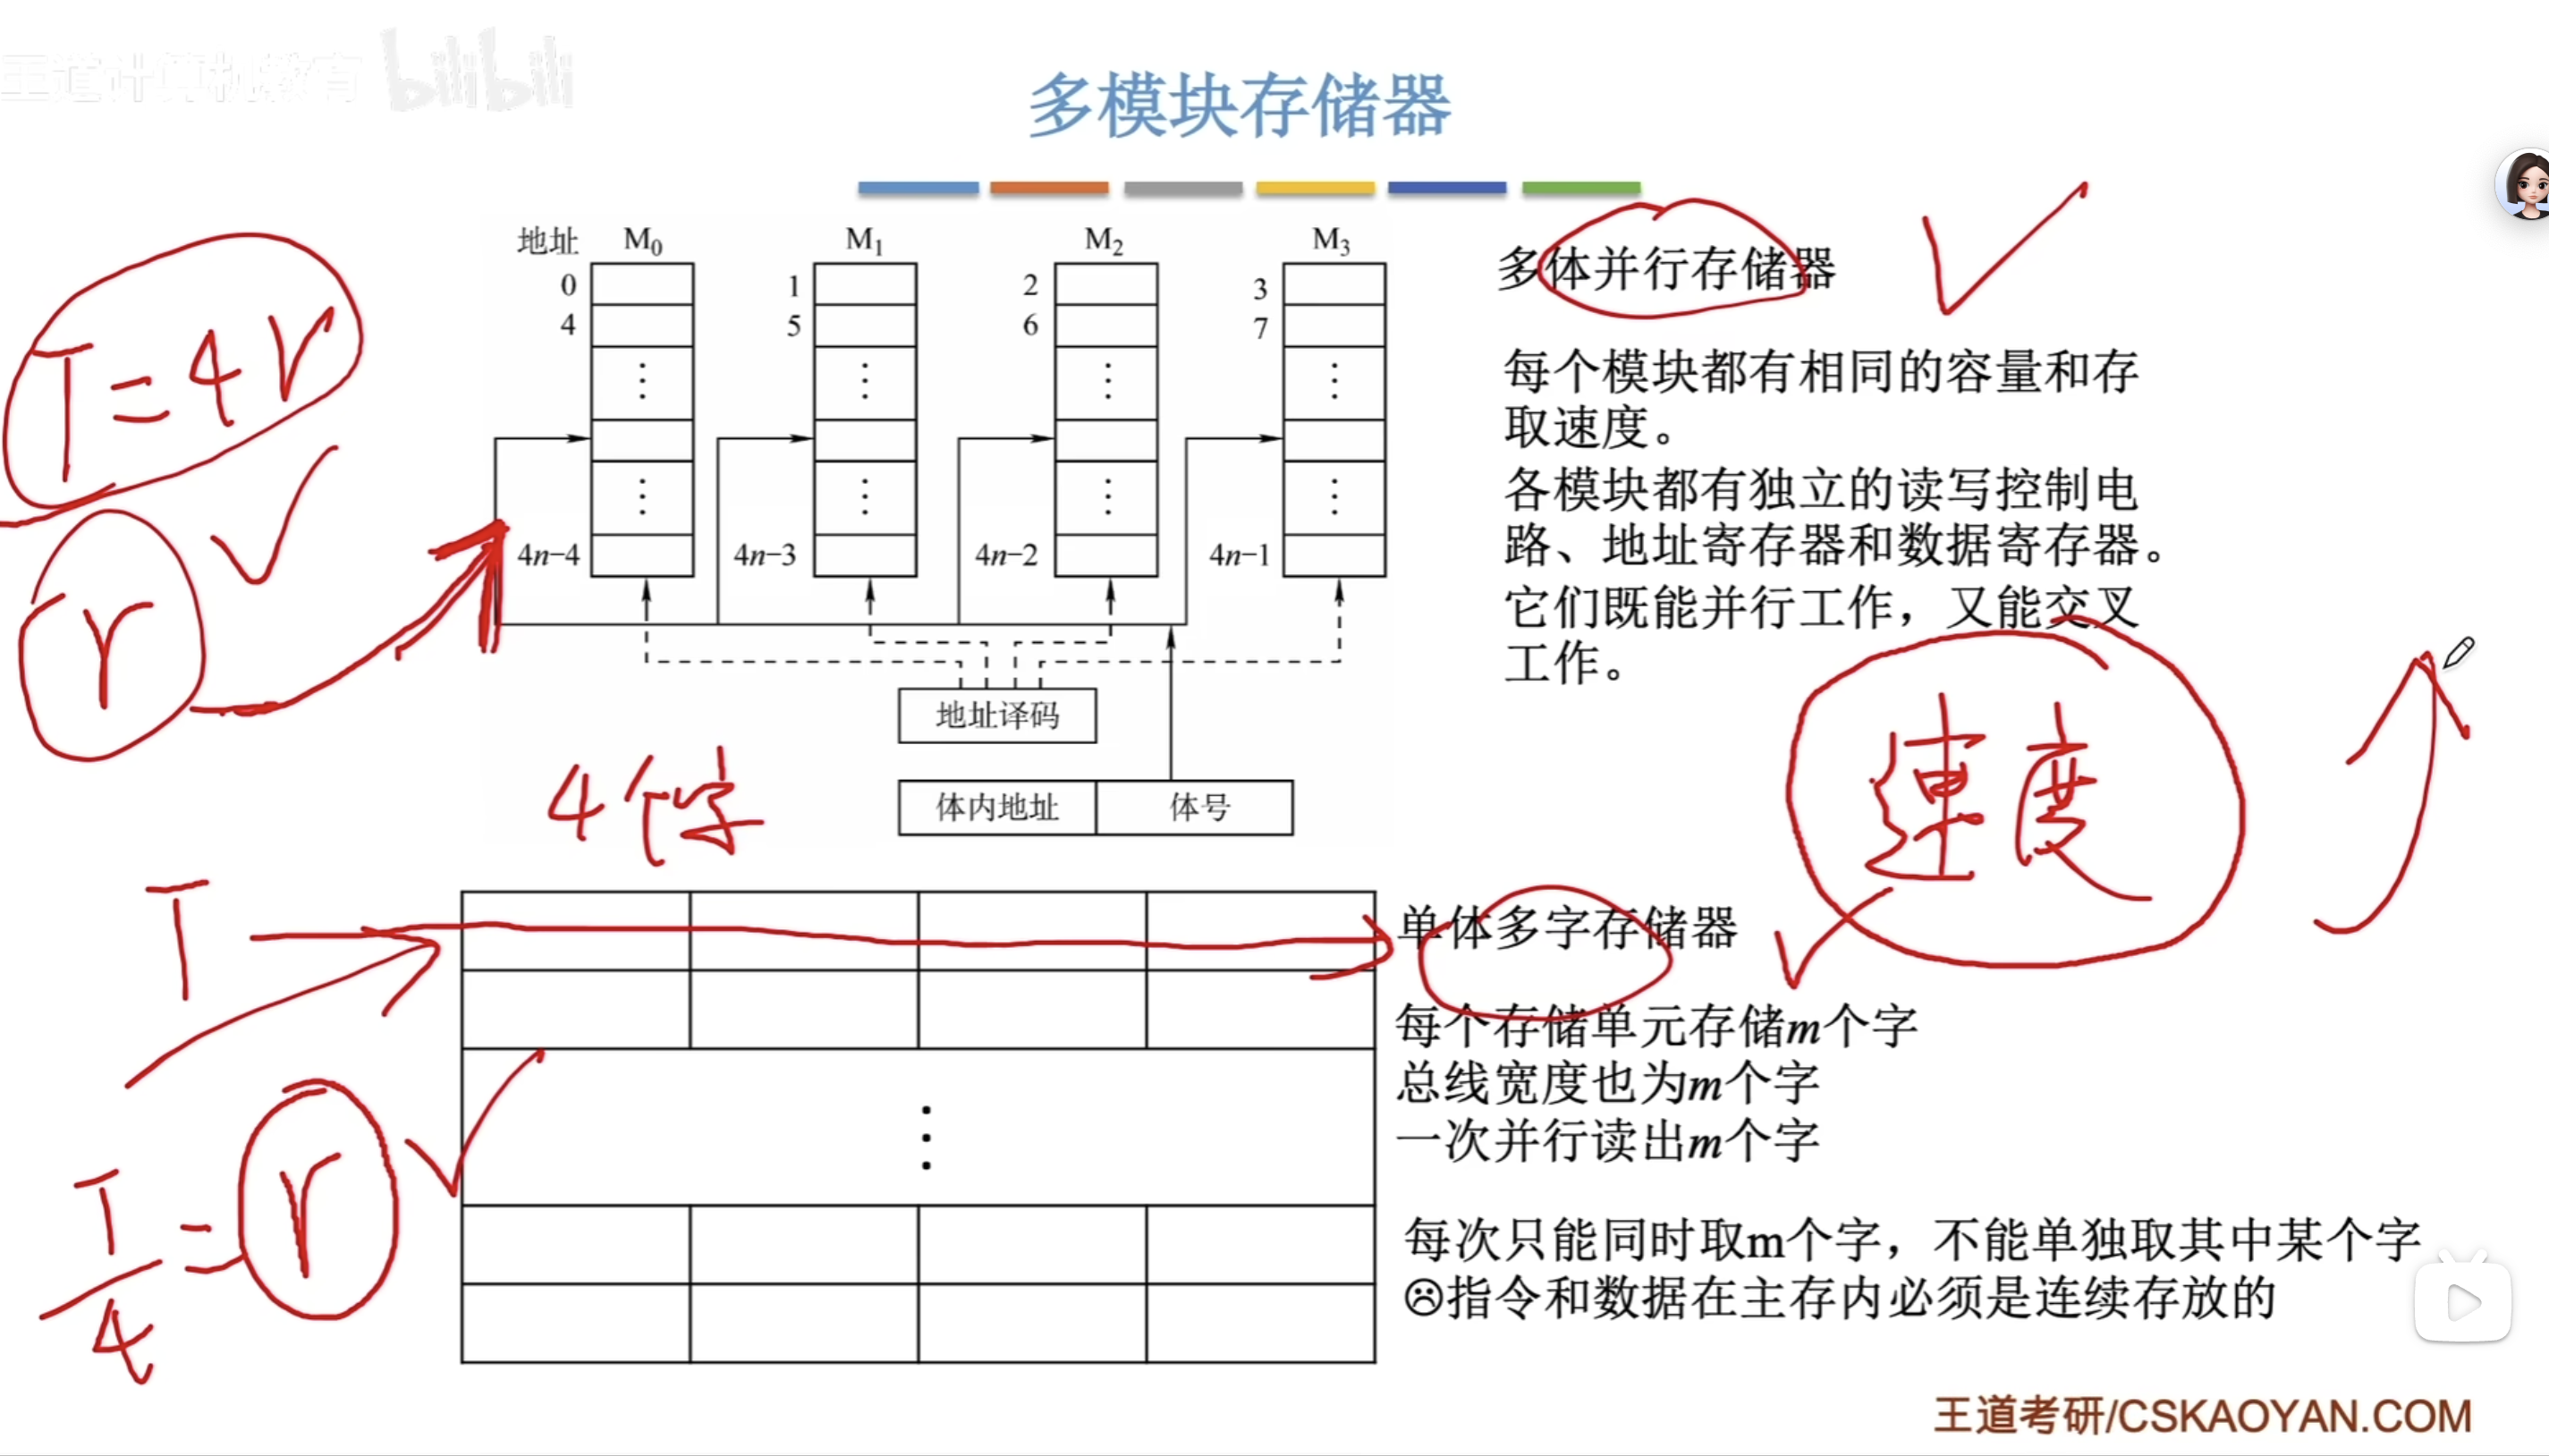 王道计算机教育 bilibili
多模块存储器
地址 M0 M1 M2 M3
0 1 2 3
4 5 6 7
4n−4 4n−3 4n−2 4n−1
地址译码
体内地址 体号
多体并行存储器
每个模块都有相同的容量和存
取速度。
各模块都有独立的读写控制电
路、地址寄存器和数据寄存器。
它们既能并行工作，又能交叉
工作。
T=4r
r
4个字
速度
T
T/4=r
单体多字存储器
每个存储单元存储m个字
总线宽度也为m个字
一次并行读出m个字
每次只能同时取m个字，不能单独取其中某个字
☹指令和数据在主存内必须是连续存放的
王道考研/CSKAOYAN.COM